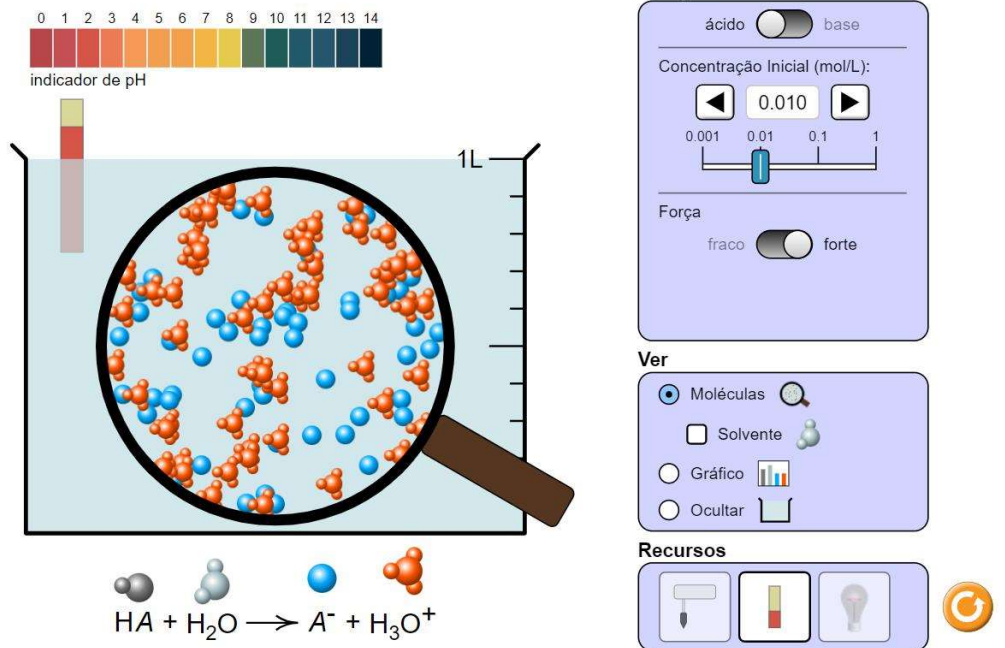 0 1 2 3 4 5 6 7 8 9 10 11 12 13 14
indicador de pH
1L
HA + H₂O → A⁻ + H₃O⁺
ácido base
Concentração Inicial (mol/L):
0.010
0.001 0.01 0.1 1
Força
fraco forte
Ver
Moléculas
Solvente
Gráfico
Ocultar
Recursos